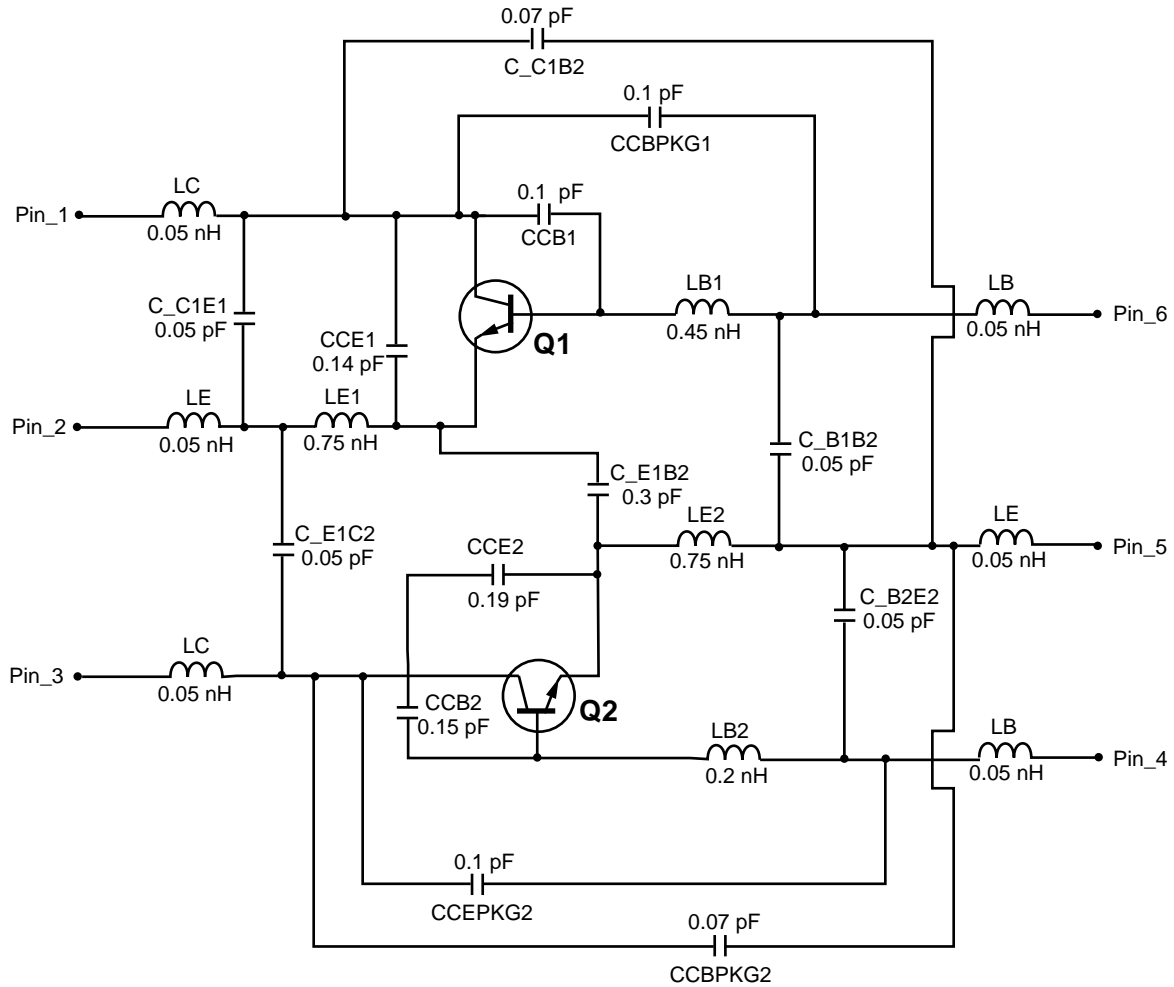 0.07 pF
C_C1B2
0.1 pF
CCBPKG1
LC
0.1 pF
Pin_1
0.05 nH
CCB1
LB1
LB
C_C1E1
0.05 pF
CCE1
0.14 pF
Q1
0.45 nH
0.05 nH
Pin_6
LE
LE1
Pin_2
0.05 nH
0.75 nH
C_B1B2
0.05 pF
C_E1B2
0.3 pF
LE2
LE
C_E1C2
0.05 pF
CCE2
0.75 nH
0.05 nH
Pin_5
0.19 pF
C_B2E2
0.05 pF
LC
Pin_3
0.05 nH
CCB2
0.15 pF
Q2
LB2
LB
0.2 nH
0.05 nH
Pin_4
0.1 pF
CCEPKG2
0.07 pF
CCBPKG2